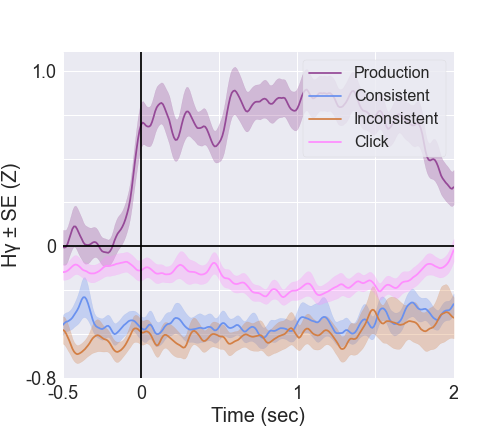 Hγ ± SE (Z)
1.0
0
-0.8
-0.5
0
1
2
Time (sec)
Production
Consistent
Inconsistent
Click